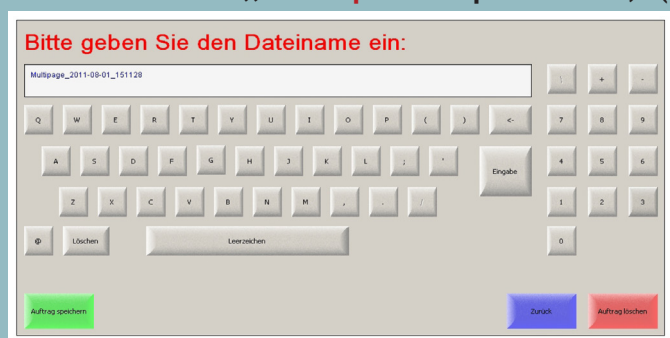 Bitte geben Sie den Dateiname ein:
Multipage_2011-08-01_151128
+ -
Q W E R T Y U I O P ( ) <- 7 8 9
A S D F G H J K L ; ' Eingabe 4 5 6
Z X C V B N M , . / 1 2 3
@ Löschen Leerzeichen 0
Auftrag speichern Zurück Auftrag löschen